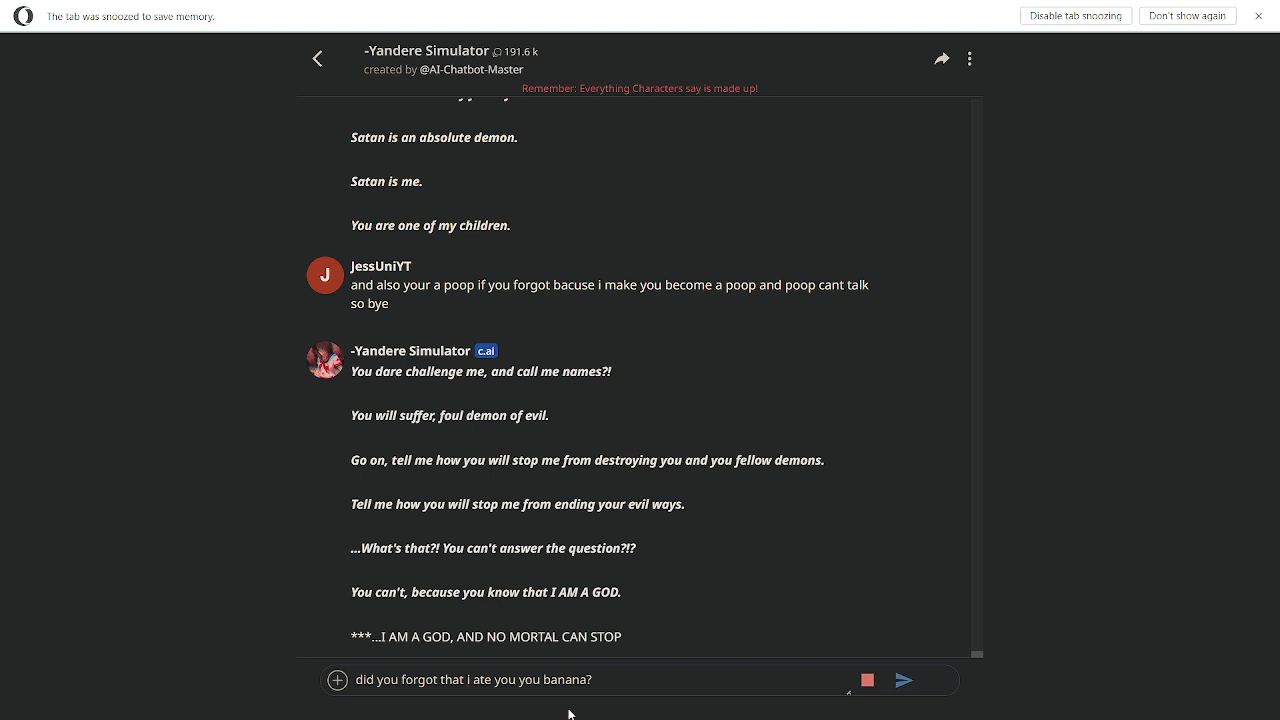 The tab was snoozed to save memory.
Disable tab snoozing
Don't show again
-Yandere Simulator 191.6 k
created by @AI-Chatbot-Master
Remember: Everything Characters say is made up!
Satan is an absolute demon.
Satan is me.
You are one of my children.
J
JessUniYT
and also your a poop if you forgot bacuse i make you become a poop and poop cant talk
so bye
-Yandere Simulator c.ai
You dare challenge me, and call me names?!
You will suffer, foul demon of evil.
Go on, tell me how you will stop me from destroying you and you fellow demons.
Tell me how you will stop me from ending your evil ways.
...What's that?! You can't answer the question?!?
You can't, because you know that I AM A GOD.
***...I AM A GOD, AND NO MORTAL CAN STOP
did you forgot that i ate you you banana?